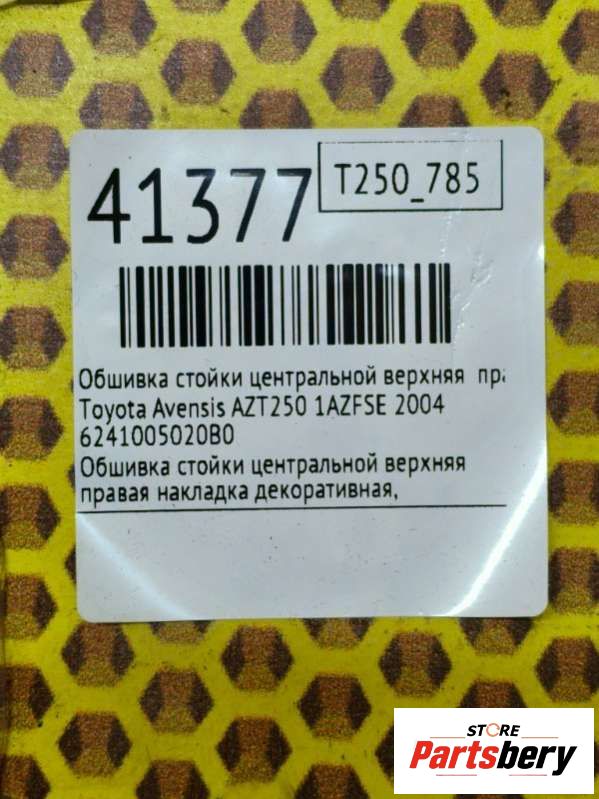 41377
T250_785
Обшивка стойки центральной верхняя
Toyota Avensis AZT250 1AZFSE 2004
6241005020B0
Обшивка стойки центральной верхняя
правая накладка декоративная,
STORE
Partsbery